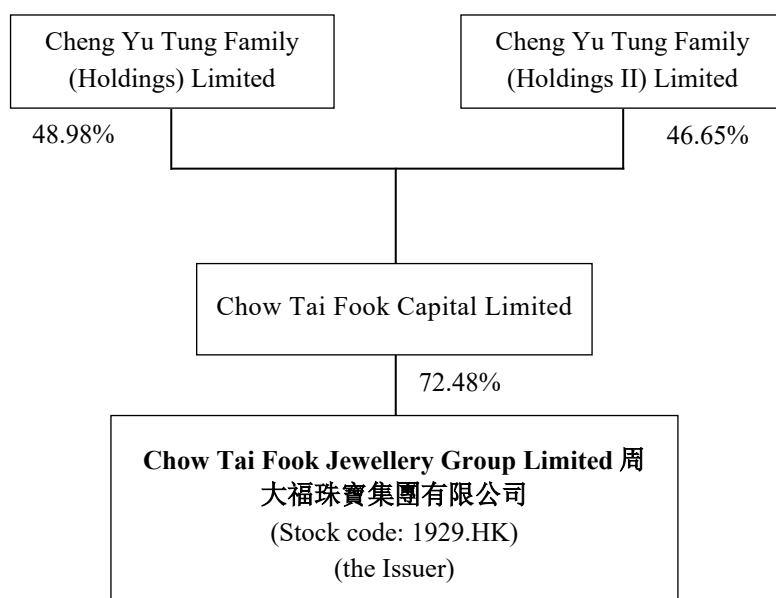 Cheng Yu Tung Family
(Holdings) Limited
Cheng Yu Tung Family
(Holdings II) Limited
48.98%
46.65%
Chow Tai Fook Capital Limited
72.48%
Chow Tai Fook Jewellery Group Limited 周
大福珠寶集團有限公司
(Stock code: 1929.HK)
(the Issuer)